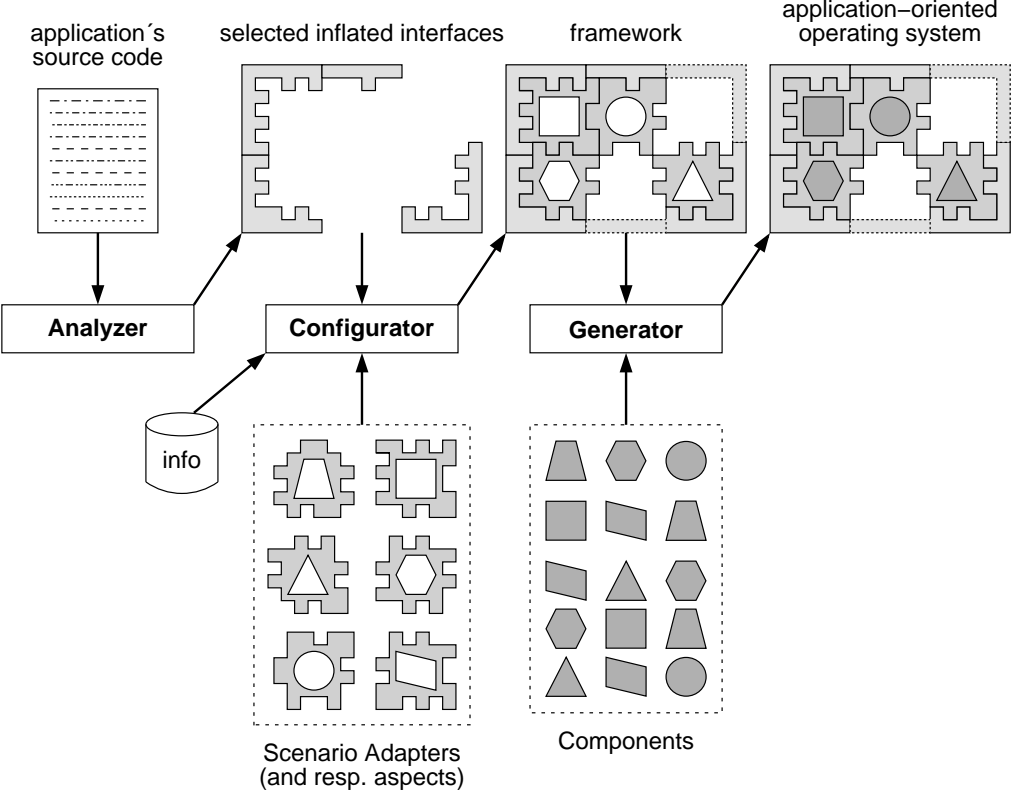 application´s
source code
selected inflated interfaces
framework
application−oriented
operating system
Analyzer
Configurator
Generator
info
Scenario Adapters
(and resp. aspects)
Components